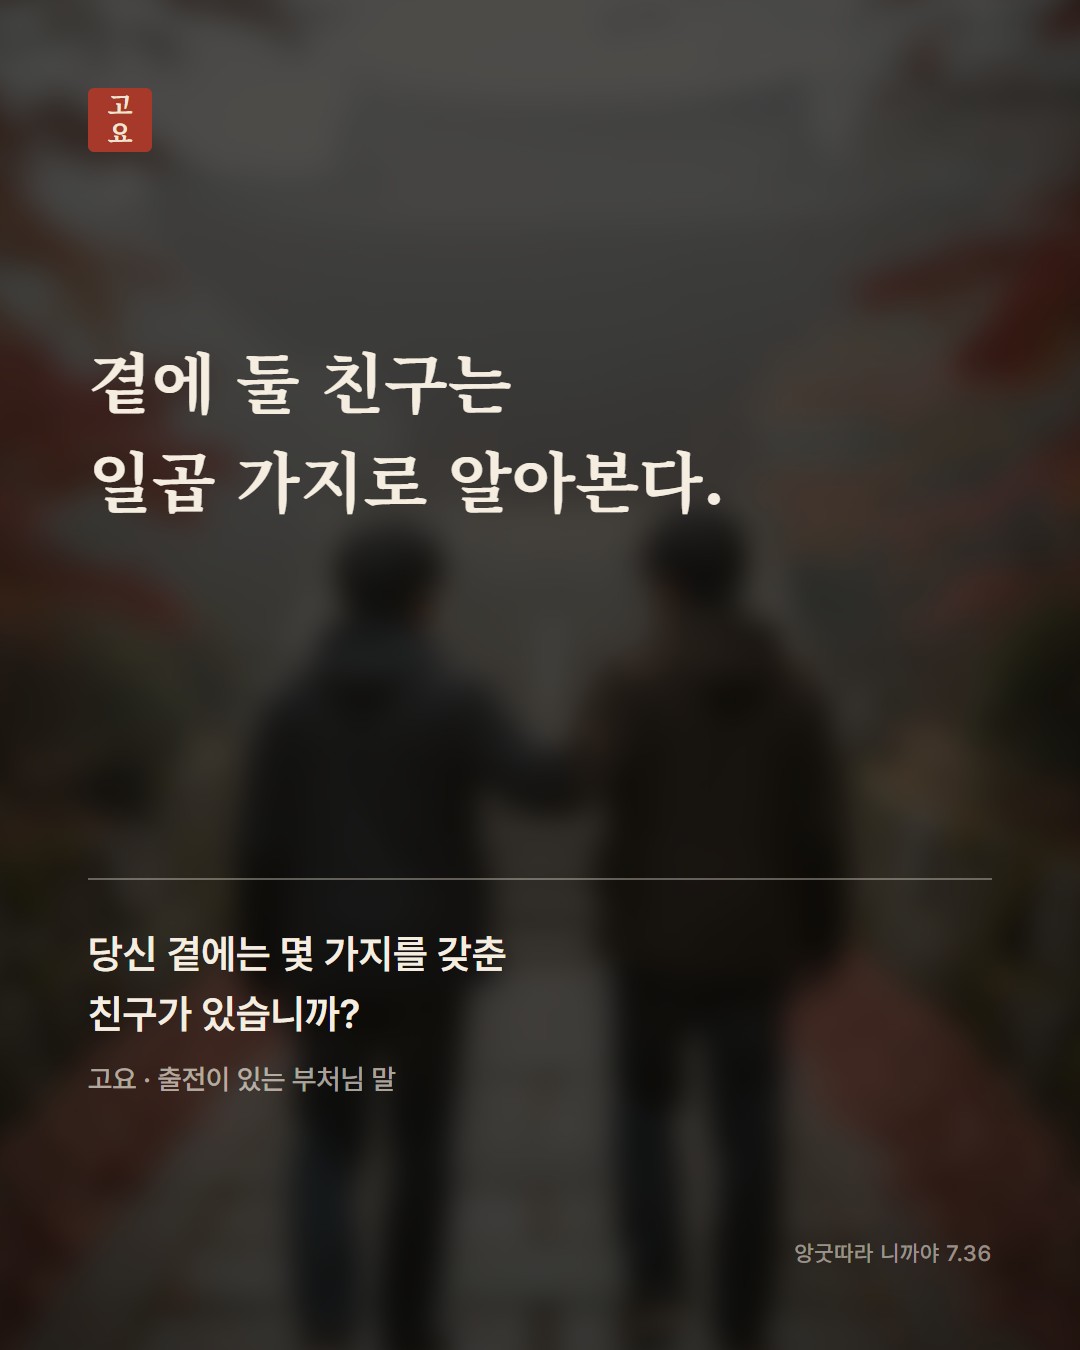 고
요
곁에 둘 친구는
일곱 가지로 알아본다.
당신 곁에는 몇 가지를 갖춘
친구가 있습니까?
고요 · 출전이 있는 부처님 말
앙굿따라 니까야 7.36